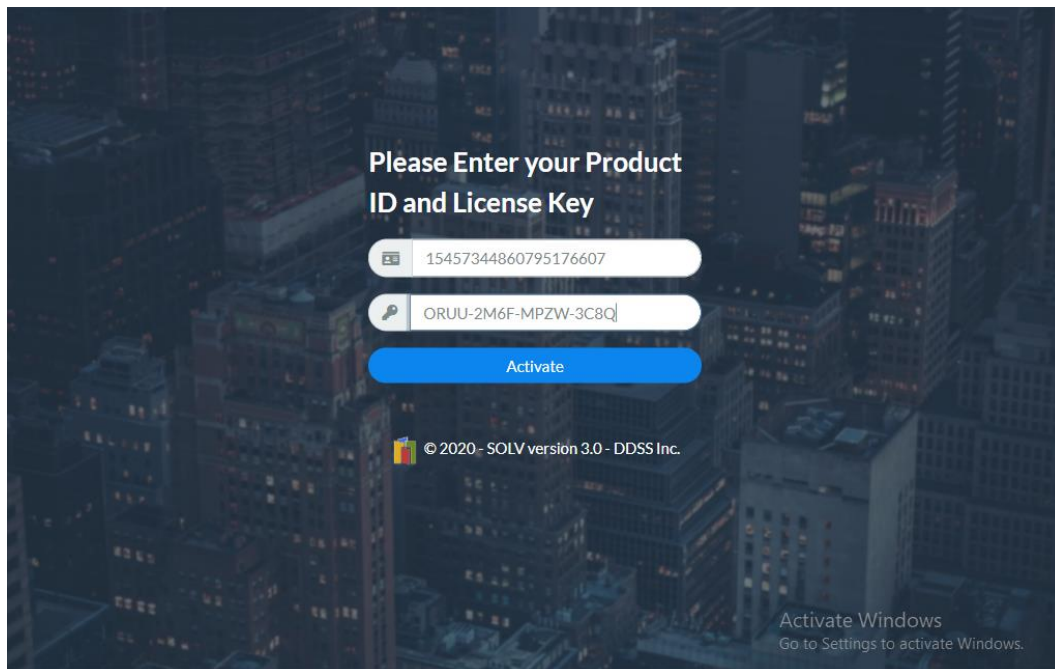 Please Enter your Product
ID and License Key
15457344860795176607
ORUU-2M6F-MPZW-3C8Q
Activate
© 2020 - SOLV version 3.0 - DDSS Inc.
Activate Windows
Go to Settings to activate Windows.